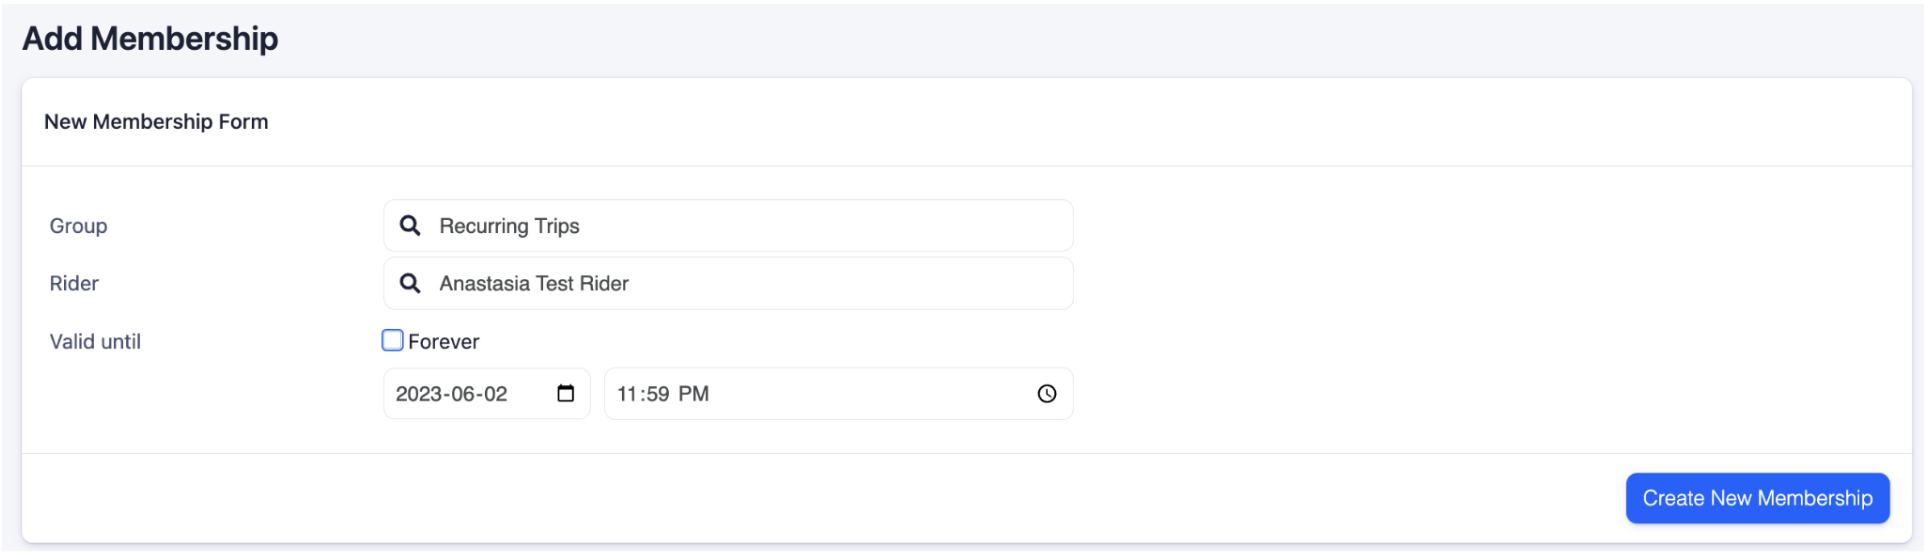 Add Membership
New Membership Form
Group
Recurring Trips
Rider
Anastasia Test Rider
Valid until
Forever
2023-06-02
11:59 PM
Create New Membership